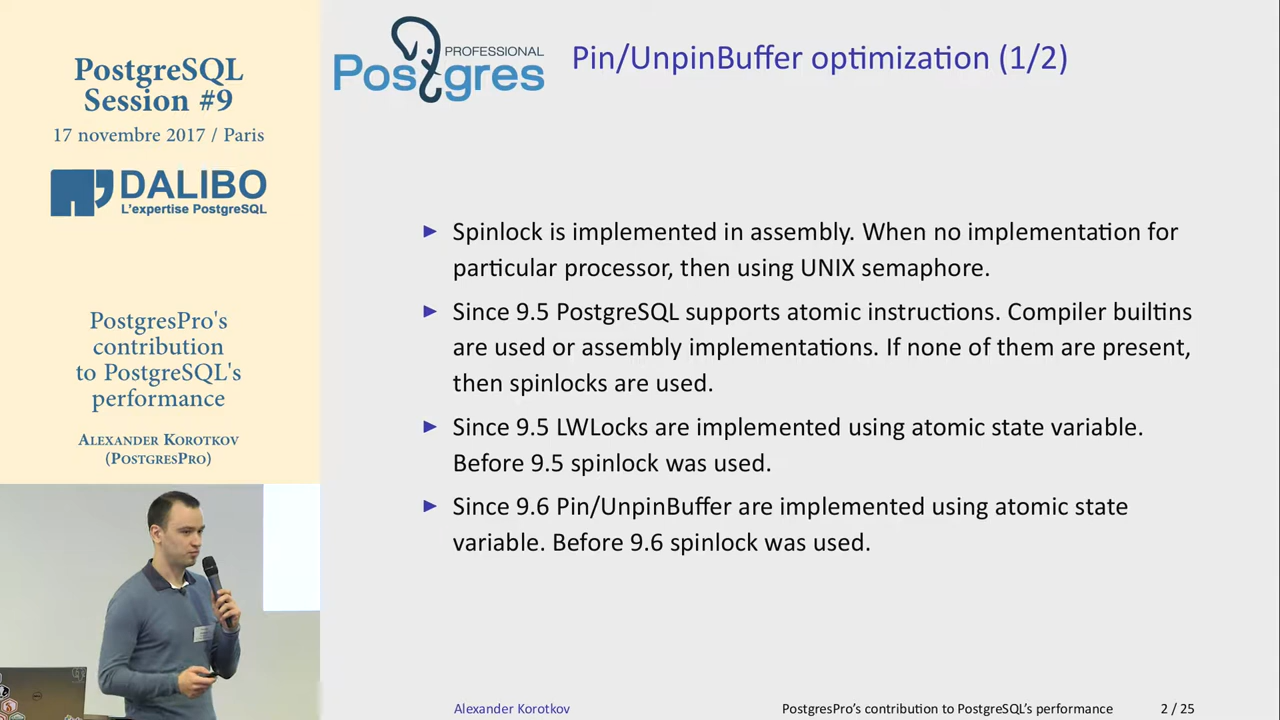 PostgreSQL
Session #9
17 novembre 2017 / Paris
DALIBO
L'expertise PostgreSQL
PostgresPro's
contribution
to PostgreSQL's
performance
Alexander Korotkov
(PostgresPro)
PROFESSIONAL
Postgres
Pin/UnpinBuffer optimization (1/2)
Spinlock is implemented in assembly. When no implementation for
particular processor, then using UNIX semaphore.
Since 9.5 PostgreSQL supports atomic instructions. Compiler builtins
are used or assembly implementations. If none of them are present,
then spinlocks are used.
Since 9.5 LWLocks are implemented using atomic state variable.
Before 9.5 spinlock was used.
Since 9.6 Pin/UnpinBuffer are implemented using atomic state
variable. Before 9.6 spinlock was used.
Alexander Korotkov
PostgresPro's contribution to PostgreSQL's performance
2 / 25